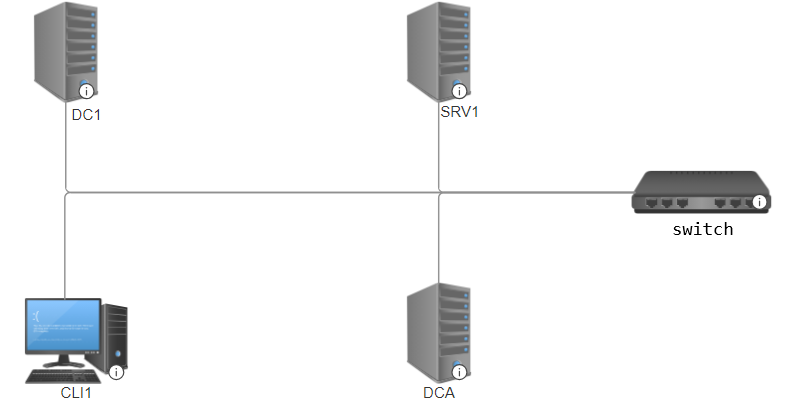 DC1
SRV1
switch
:(
CLI1
DCA